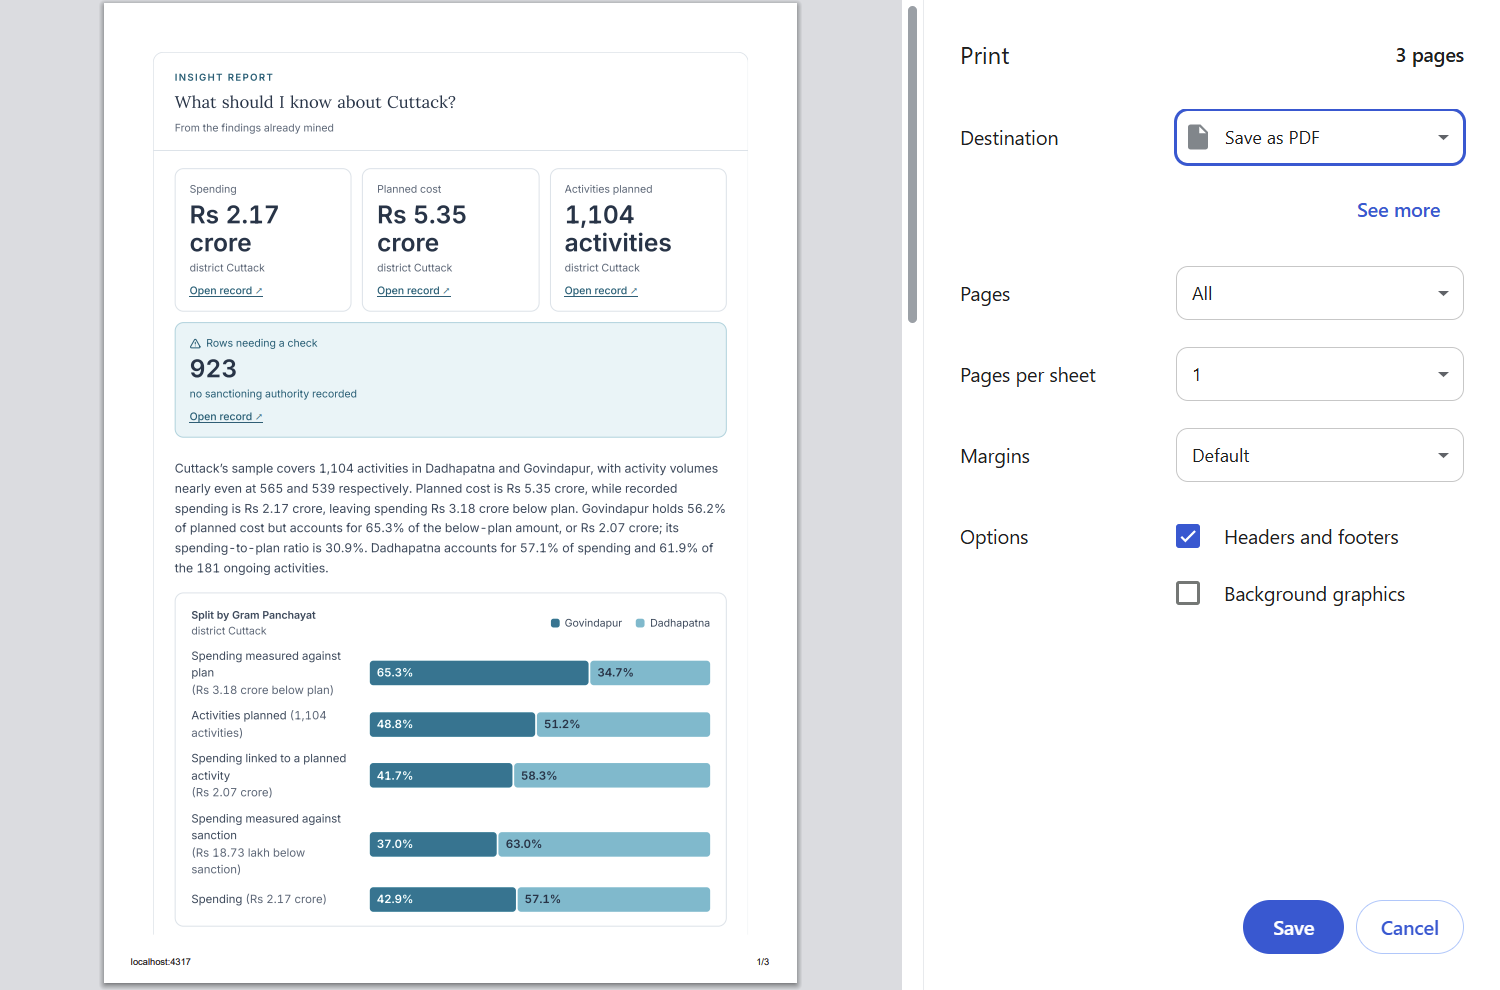 INSIGHT REPORT
What should I know about Cuttack?
From the findings already mined
Spending
Rs 2.17
crore
district Cuttack
Open record ↗
Planned cost
Rs 5.35
crore
district Cuttack
Open record ↗
Activities planned
1,104
activities
district Cuttack
Open record ↗
Rows needing a check
923
no sanctioning authority recorded
Open record ↗
Cuttack’s sample covers 1,104 activities in Dadhapatna and Govindapur, with activity volumes
nearly even at 565 and 539 respectively. Planned cost is Rs 5.35 crore, while recorded
spending is Rs 2.17 crore, leaving spending Rs 3.18 crore below plan. Govindapur holds 56.2%
of planned cost but accounts for 65.3% of the below-plan amount, or Rs 2.07 crore; its
spending-to-plan ratio is 30.9%. Dadhapatna accounts for 57.1% of spending and 61.9% of
the 181 ongoing activities.
Split by Gram Panchayat
district Cuttack
Govindapur Dadhapatna
Spending measured against
plan
(Rs 3.18 crore below plan)
65.3% 34.7%
Activities planned (1,104
activities)
48.8% 51.2%
Spending linked to a planned
activity
(Rs 2.07 crore)
41.7% 58.3%
Spending measured against
sanction
(Rs 18.73 lakh below
sanction)
37.0% 63.0%
Spending (Rs 2.17 crore)
42.9% 57.1%
localhost:4317 1/3
Print 3 pages
Destination Save as PDF
See more
Pages All
Pages per sheet 1
Margins Default
Options Headers and footers
Background graphics
Save Cancel